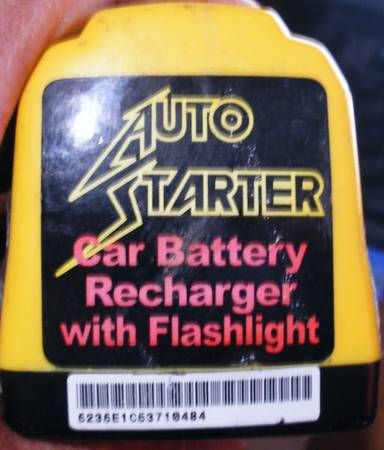 AUTO
STARTER
Car Battery
Recharger
with Flashlight
5235E1C53710484